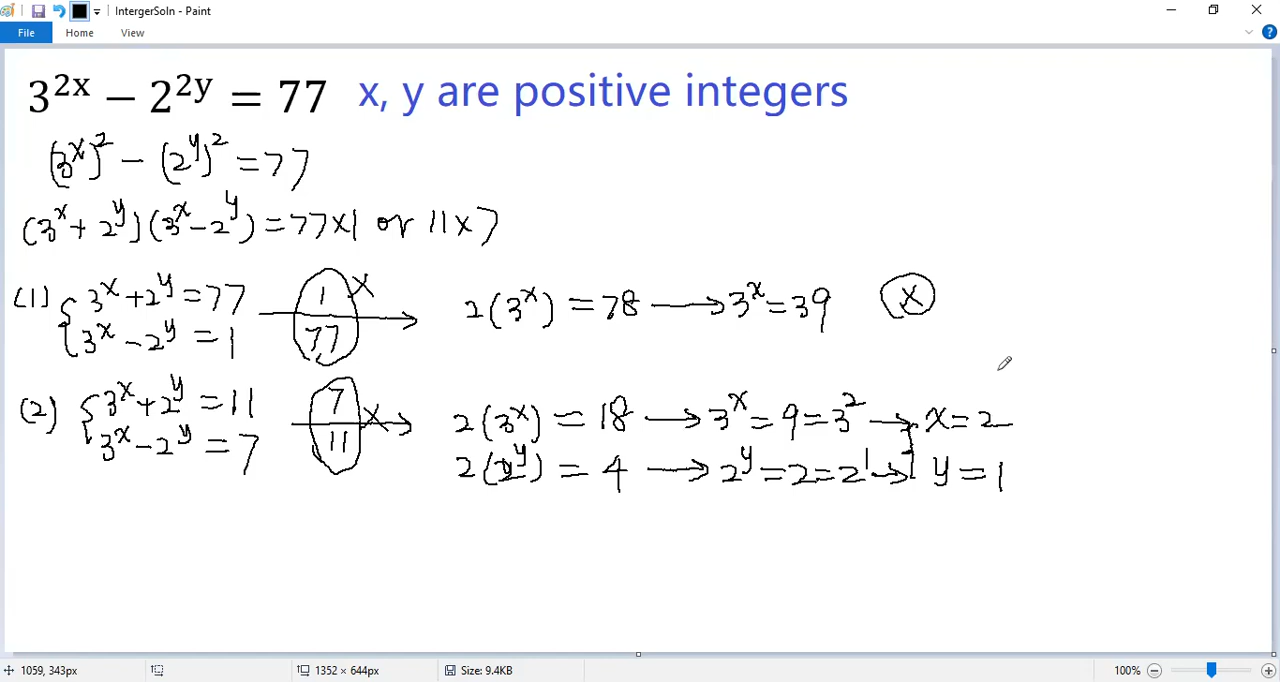 IntergerSoln - Paint
File Home View
3^{2x} − 2^{2y} = 77 x, y are positive integers
(3^x)^2 − (2^y)^2 = 77
(3^x + 2^y)(3^x − 2^y) = 77×1 or 11×7
(1) { 3^x + 2^y = 77
3^x − 2^y = 1
1 X
77
2(3^x) = 78 → 3^x = 39 X
(2) { 3^x + 2^y = 11
3^x − 2^y = 7
7 X
11
2(3^x) = 18 → 3^x = 9 = 3^2 → x = 2
2(2^y) = 4 → 2^y = 2 = 2^1 → y = 1
1059, 343px 1352 × 644px Size: 9.4KB 100%